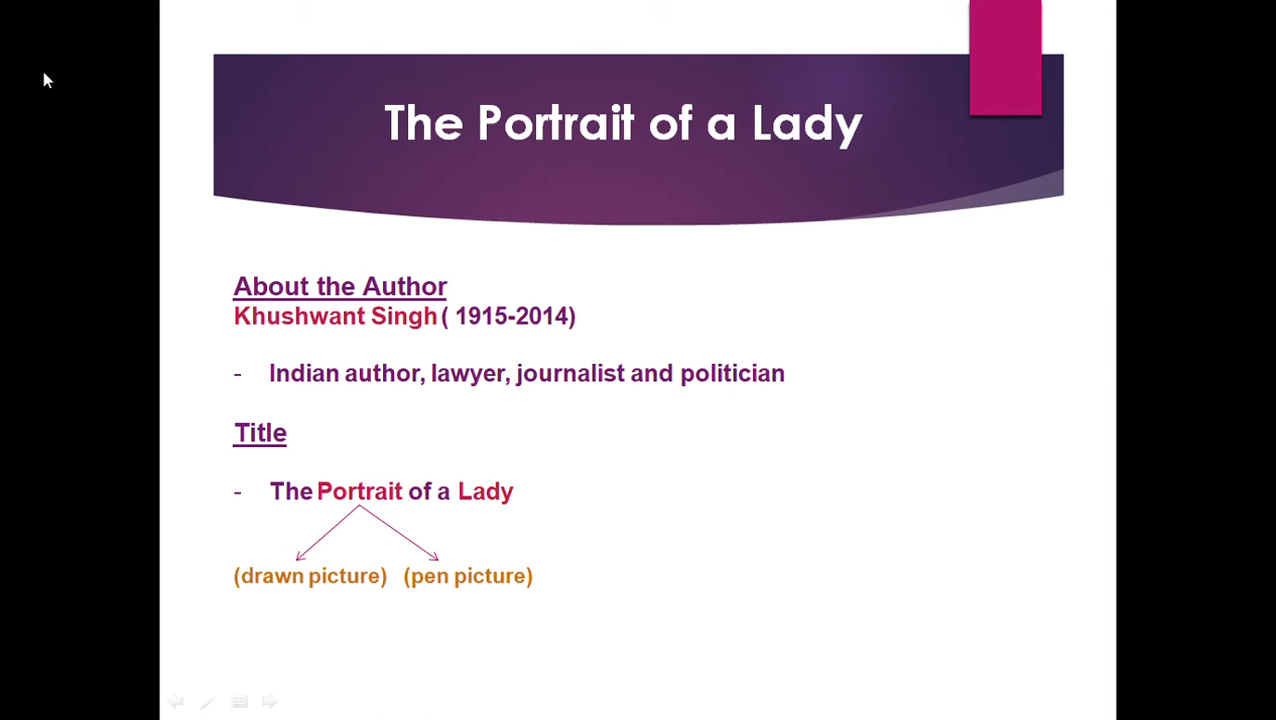 The Portrait of a Lady
About the Author
Khushwant Singh ( 1915-2014)
- Indian author, lawyer, journalist and politician
Title
- The Portrait of a Lady
(drawn picture) (pen picture)